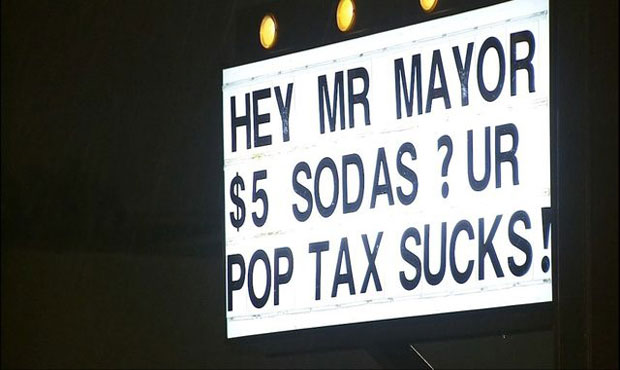 HEY MR MAYOR
$5 SODAS ? UR
POP TAX SUCKS!